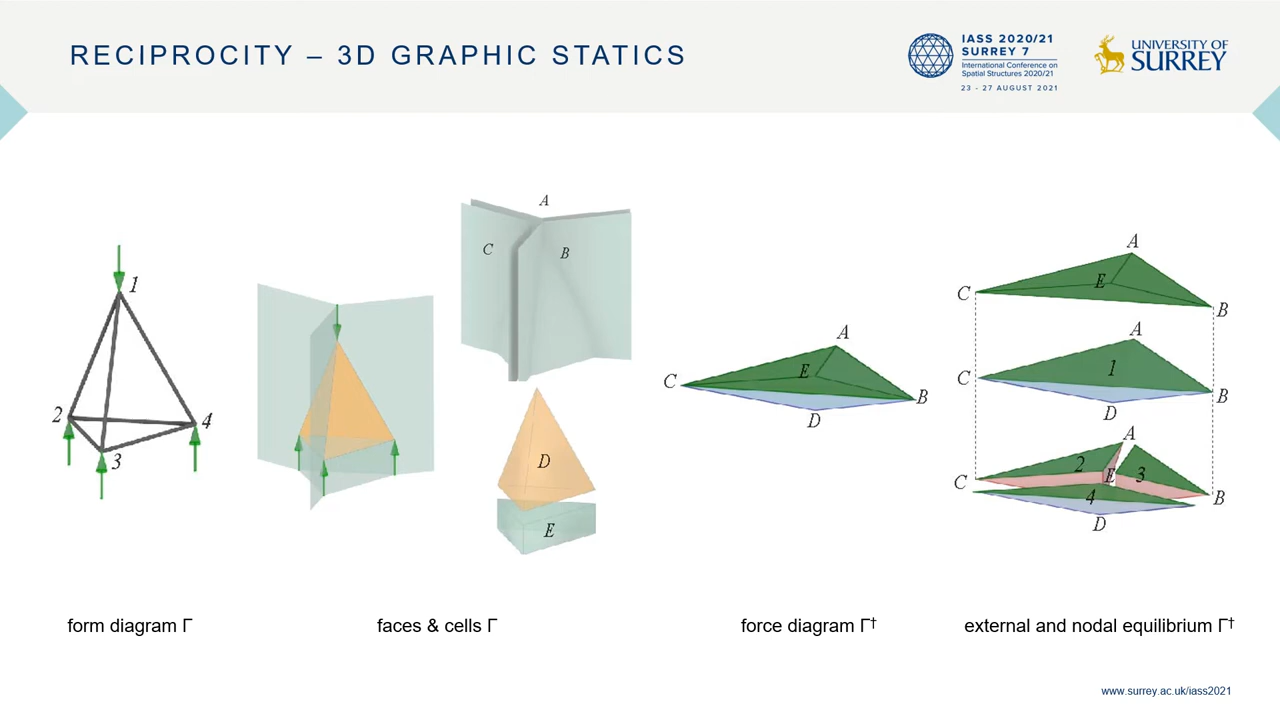 RECIPROCITY – 3D GRAPHIC STATICS
IASS 2020/21
SURREY 7
International Conference on
Spatial Structures 2020/21
23 - 27 AUGUST 2021
UNIVERSITY OF
SURREY
1
2
3
4
A
C
B
D
E
A
E
C
B
D
A
E
C
B
A
1
C
B
D
A
2
E
3
C
4
B
D
form diagram Γ
faces & cells Γ
force diagram Γ†
external and nodal equilibrium Γ†
www.surrey.ac.uk/iass2021